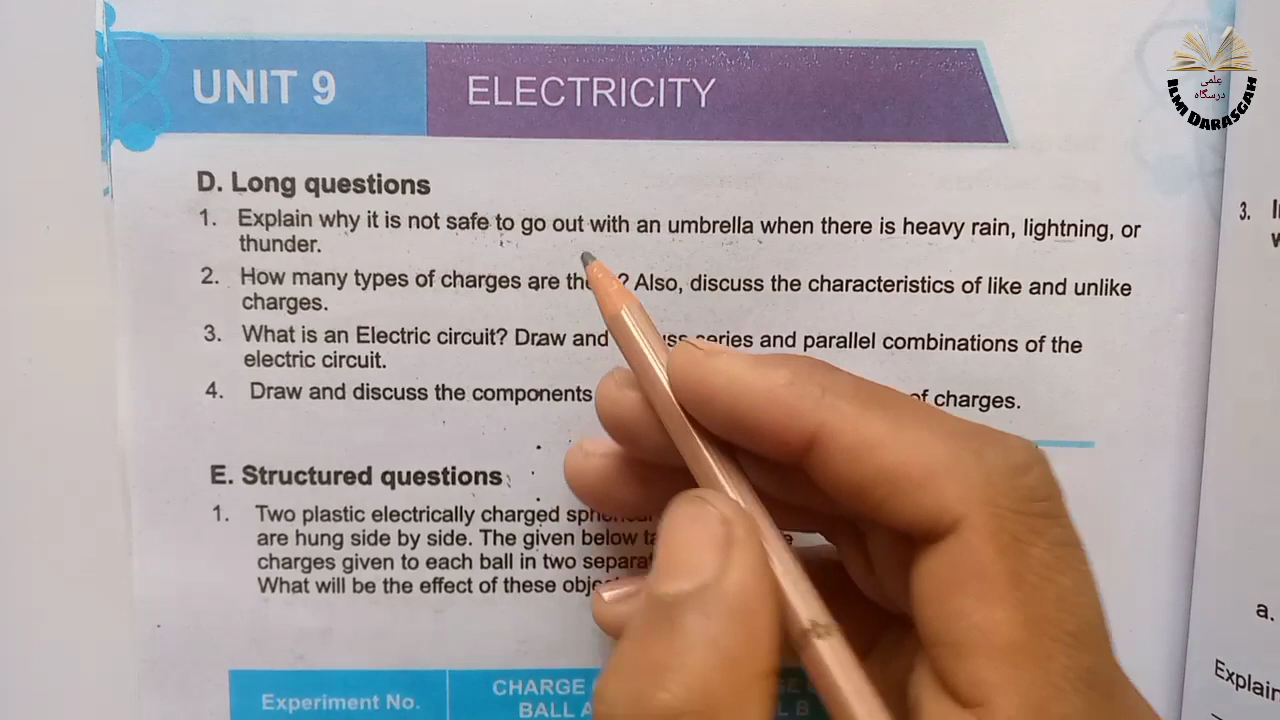 UNIT 9
ELECTRICITY
علمی
درسگاہ
ILMI DARASGAH
D. Long questions
1. Explain why it is not safe to go out with an umbrella when there is heavy rain, lightning, or
thunder.
2. How many types of charges are ? Also, discuss the characteristics of like and unlike
charges.
3. What is an Electric circuit? Draw and series and parallel combinations of the
electric circuit.
4. Draw and discuss the components of charges.
E. Structured questions
1. Two plastic electrically charged
are hung side by side. The given below
charges given to each ball in two
What will be the effect of these
Experiment No.
CHARGE
BALL A
3.
a.
Explain